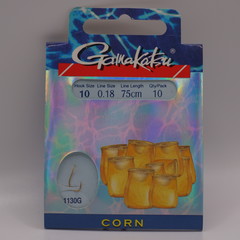 Gamakatsu
Hook Size Line Size Line Length Qty/Pack
10 0.18 75cm 10
1130G
CORN